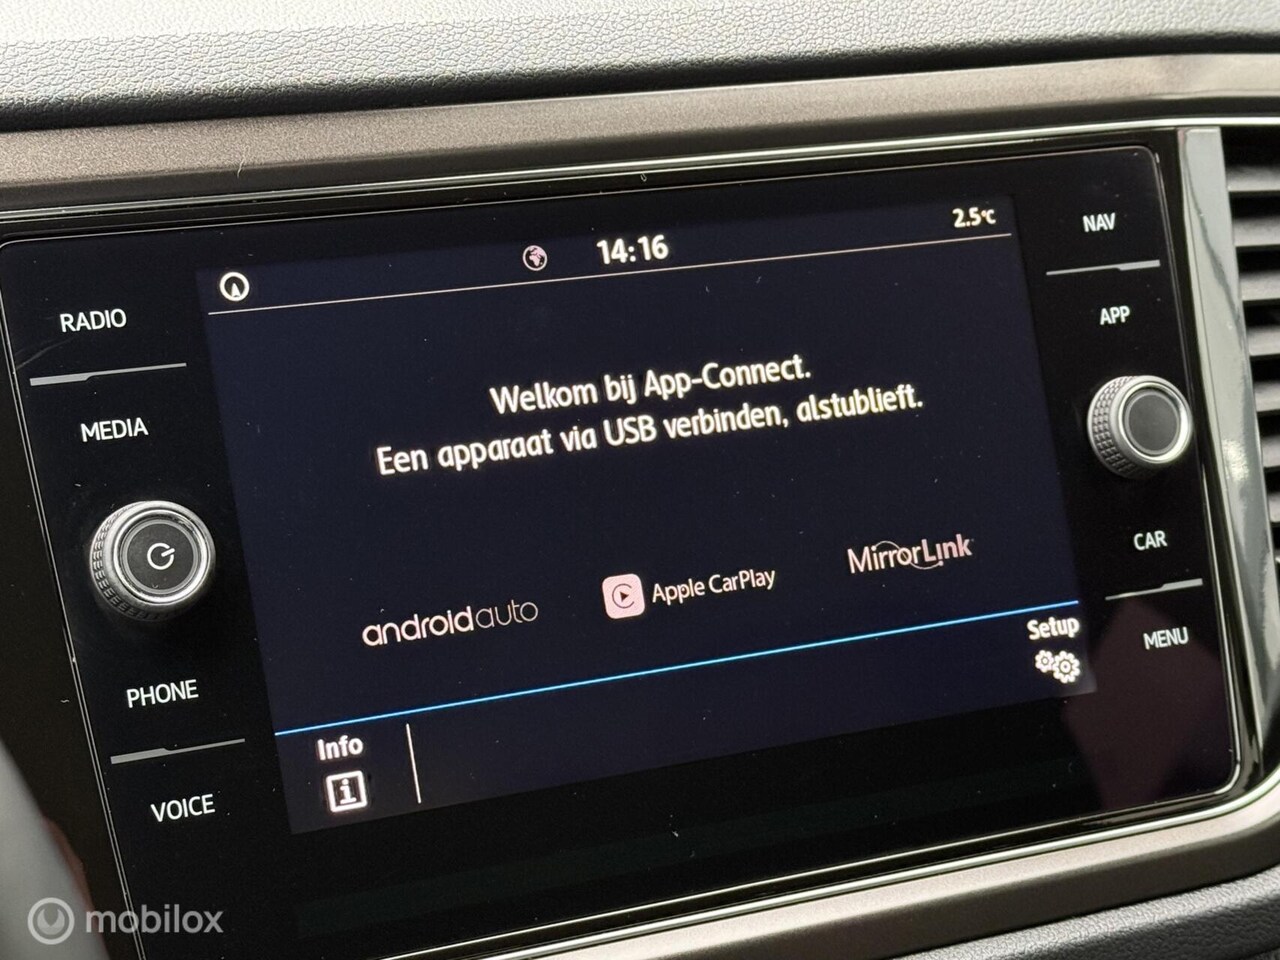 14:16
2.5°C
RADIO
MEDIA
PHONE
VOICE
Welkom bij App-Connect.
Een apparaat via USB verbinden, alstublieft.
androidauto
Apple CarPlay
MirrorLink
Info
i
Setup
NAV
APP
CAR
MENU
mobilox